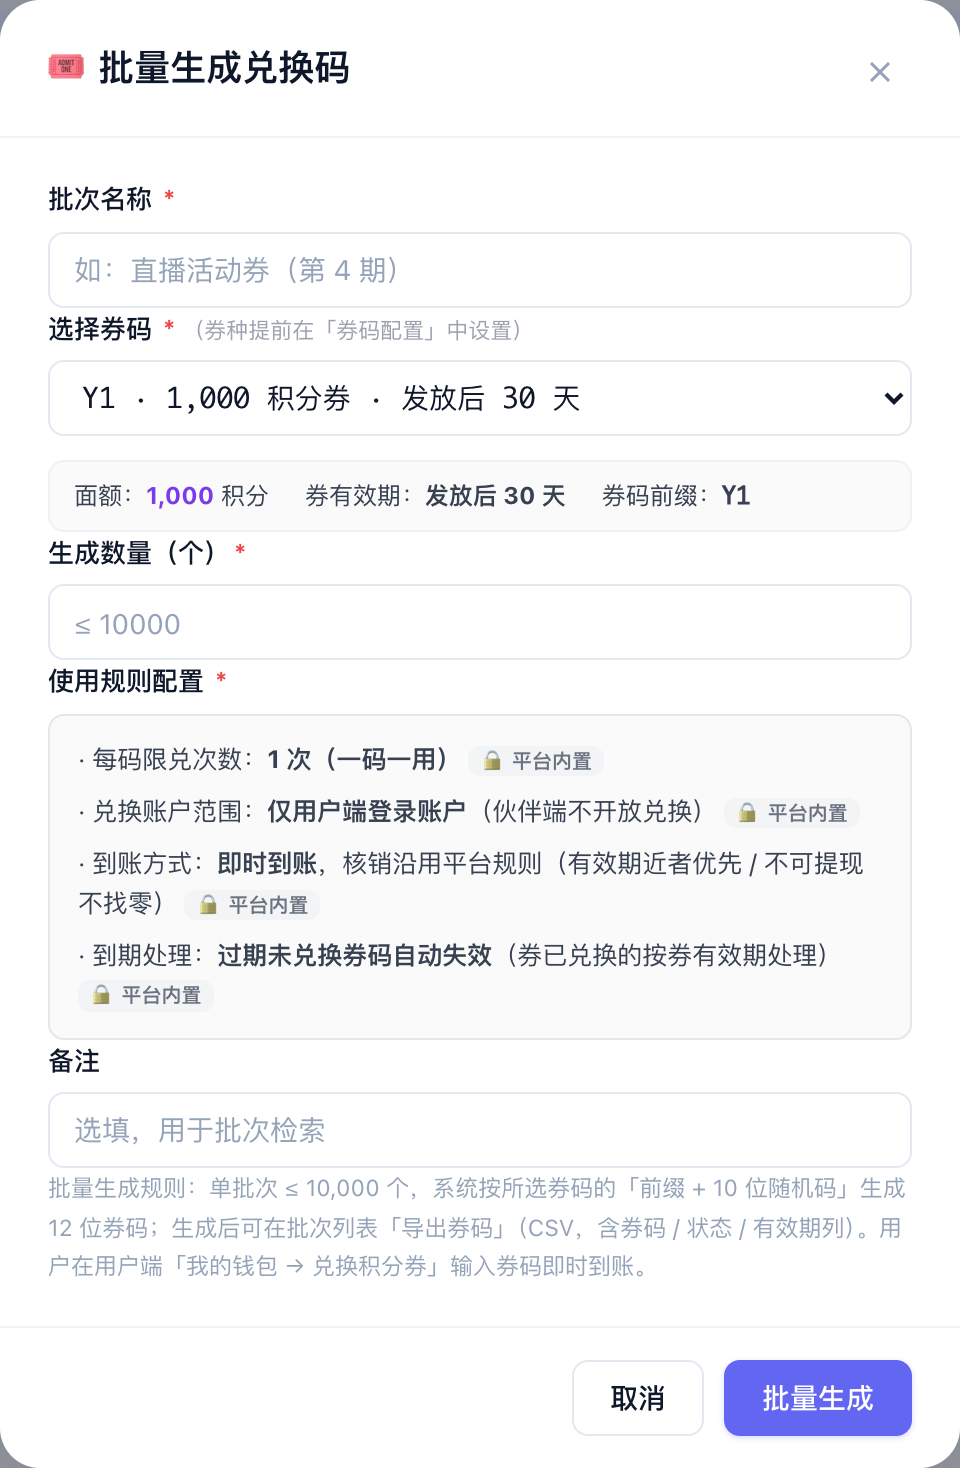 ADMIT
ONE
批量生成兑换码
×
批次名称 *
如：直播活动券（第 4 期）
选择券码 * （券种提前在「券码配置」中设置）
Y1 · 1,000 积分券 · 发放后 30 天
面额：1,000 积分 券有效期：发放后 30 天 券码前缀：Y1
生成数量（个） *
≤ 10000
使用规则配置 *
· 每码限兑次数：1 次（一码一用） 🔒 平台内置
· 兑换账户范围：仅用户端登录账户（伙伴端不开放兑换） 🔒 平台内置
· 到账方式：即时到账，核销沿用平台规则（有效期近者优先 / 不可提现
不找零） 🔒 平台内置
· 到期处理：过期未兑换券码自动失效（券已兑换的按券有效期处理）
🔒 平台内置
备注
选填，用于批次检索
批量生成规则：单批次 ≤ 10,000 个，系统按所选券码的「前缀 + 10 位随机码」生成
12 位券码；生成后可在批次列表「导出券码」（CSV，含券码 / 状态 / 有效期列）。用
户在用户端「我的钱包 → 兑换积分券」输入券码即时到账。
取消 批量生成